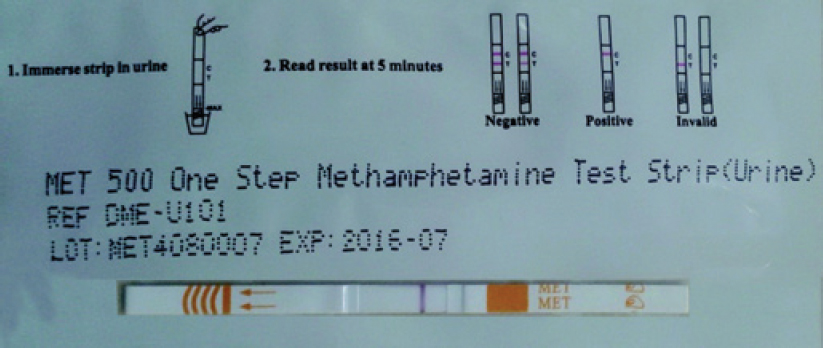 1. Immerse strip in urine
2. Read result at 5 minutes
C
T
MAX
C
T
C
T
C
T
C
T
C
T
Negative
Positive
Invalid
MET 500 One Step Methamphetamine Test Strip(Urine)
REF DME-U101
LOT: MET4080007 EXP: 2016-07
MET
MET